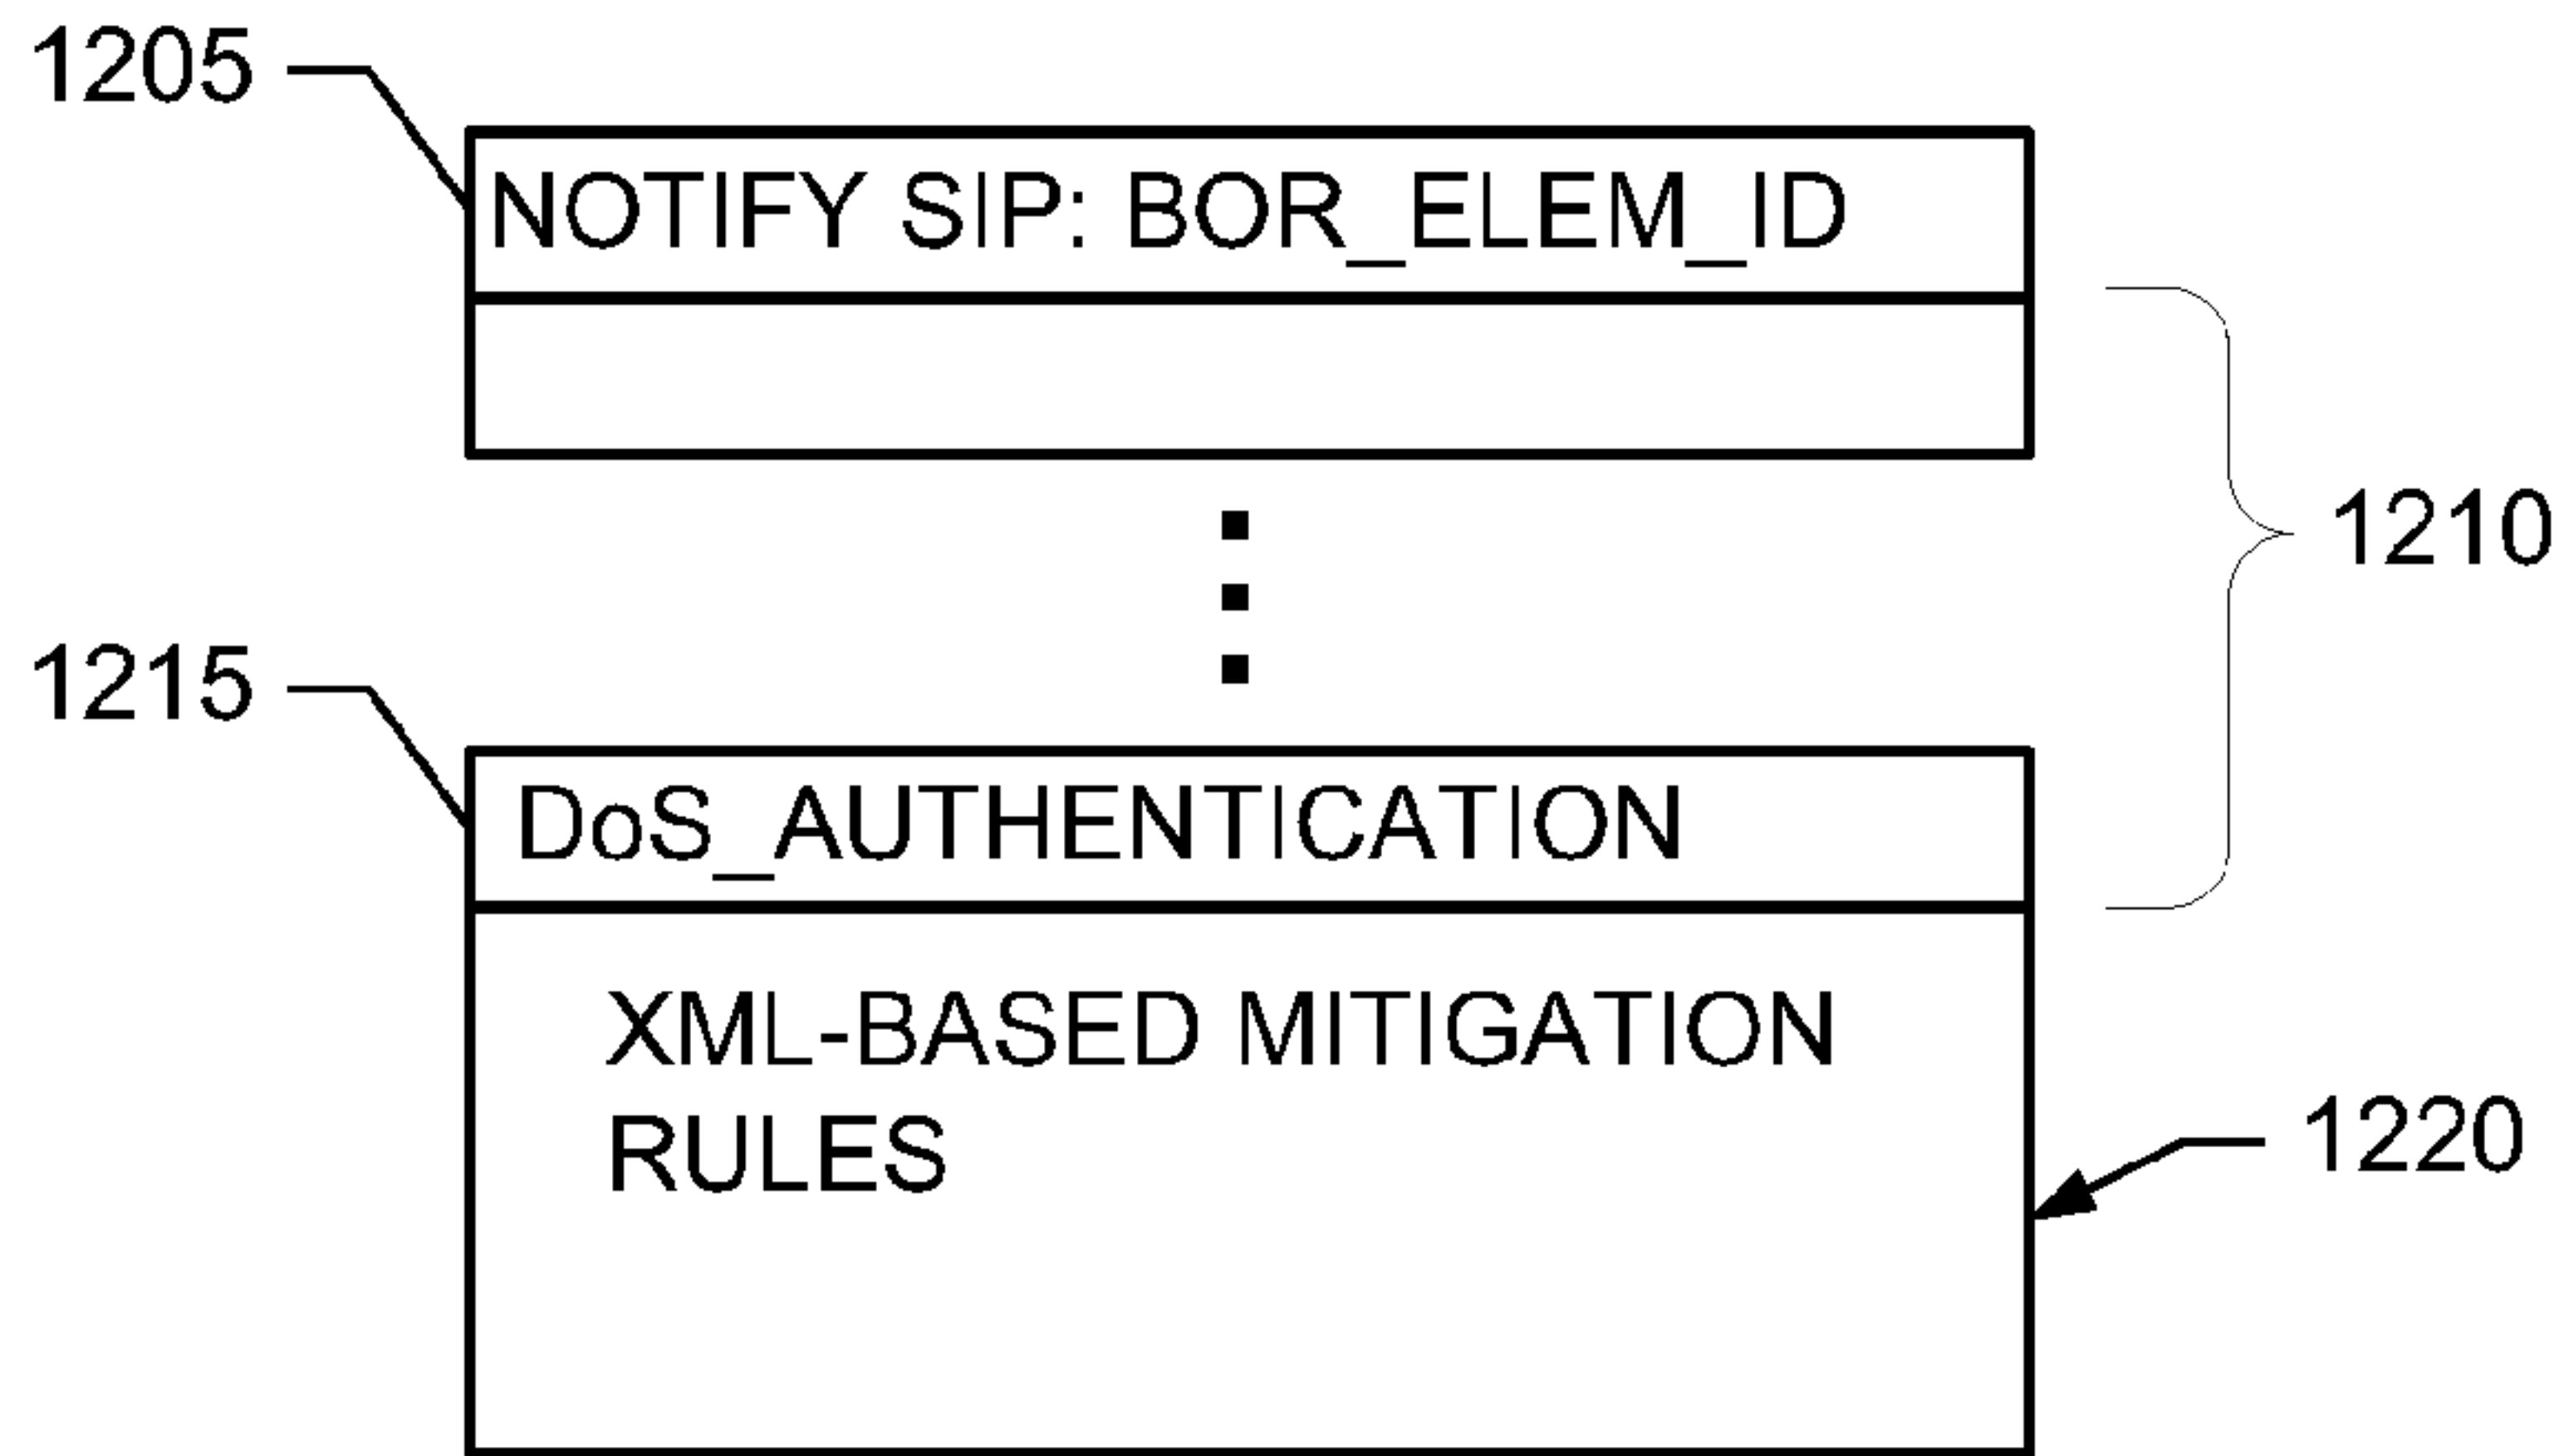 1205
NOTIFY SIP: BOR_ELEM_ID
1210
1215
DoS_AUTHENTICATION
XML-BASED MITIGATION
RULES
1220